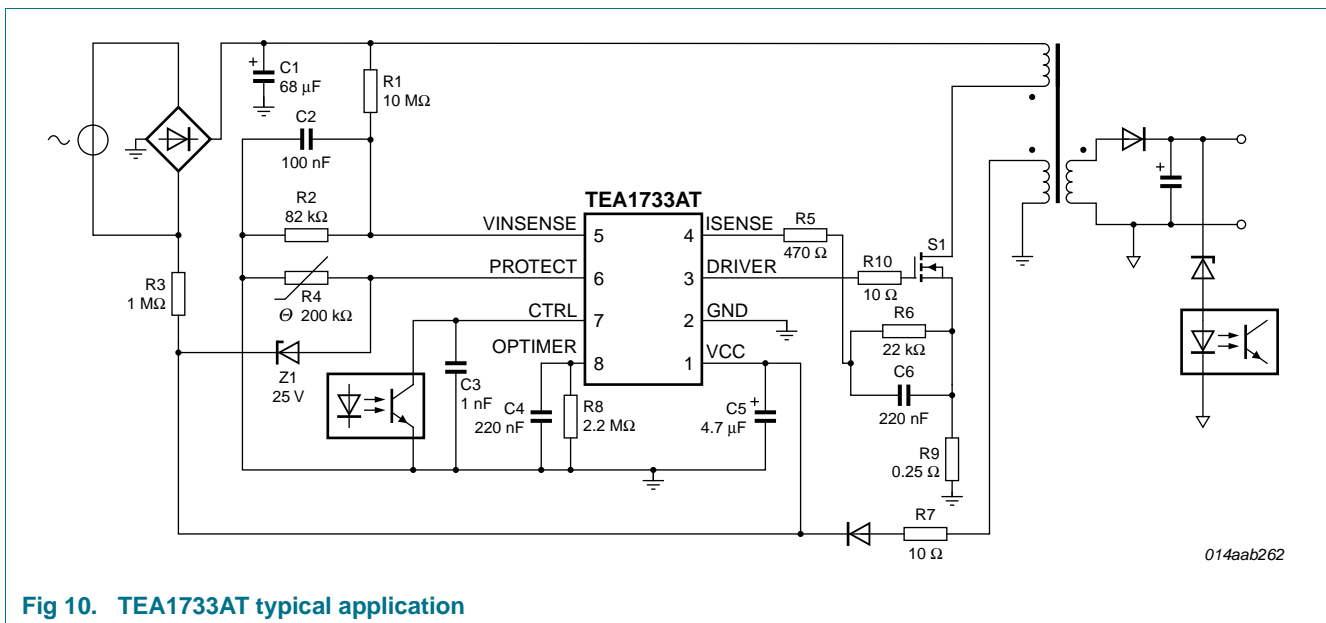 C1
68 μF
R1
10 MΩ
C2
100 nF
R2
82 kΩ
R3
1 MΩ
R4
Θ 200 kΩ
Z1
25 V
TEA1733AT
VINSENSE
5
PROTECT
6
CTRL
7
OPTIMER
8
4
ISENSE
3
DRIVER
2
GND
1
VCC
C3
1 nF
C4
220 nF
R8
2.2 MΩ
C5
4.7 μF
R5
470 Ω
R10
10 Ω
S1
R6
22 kΩ
C6
220 nF
R9
0.25 Ω
R7
10 Ω
014aab262
Fig 10. TEA1733AT typical application